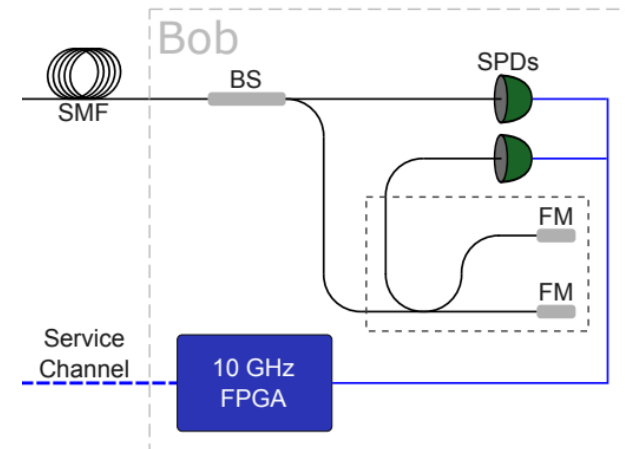 Bob
SPDs
BS
SMF
FM
FM
Service
Channel
10 GHz
FPGA